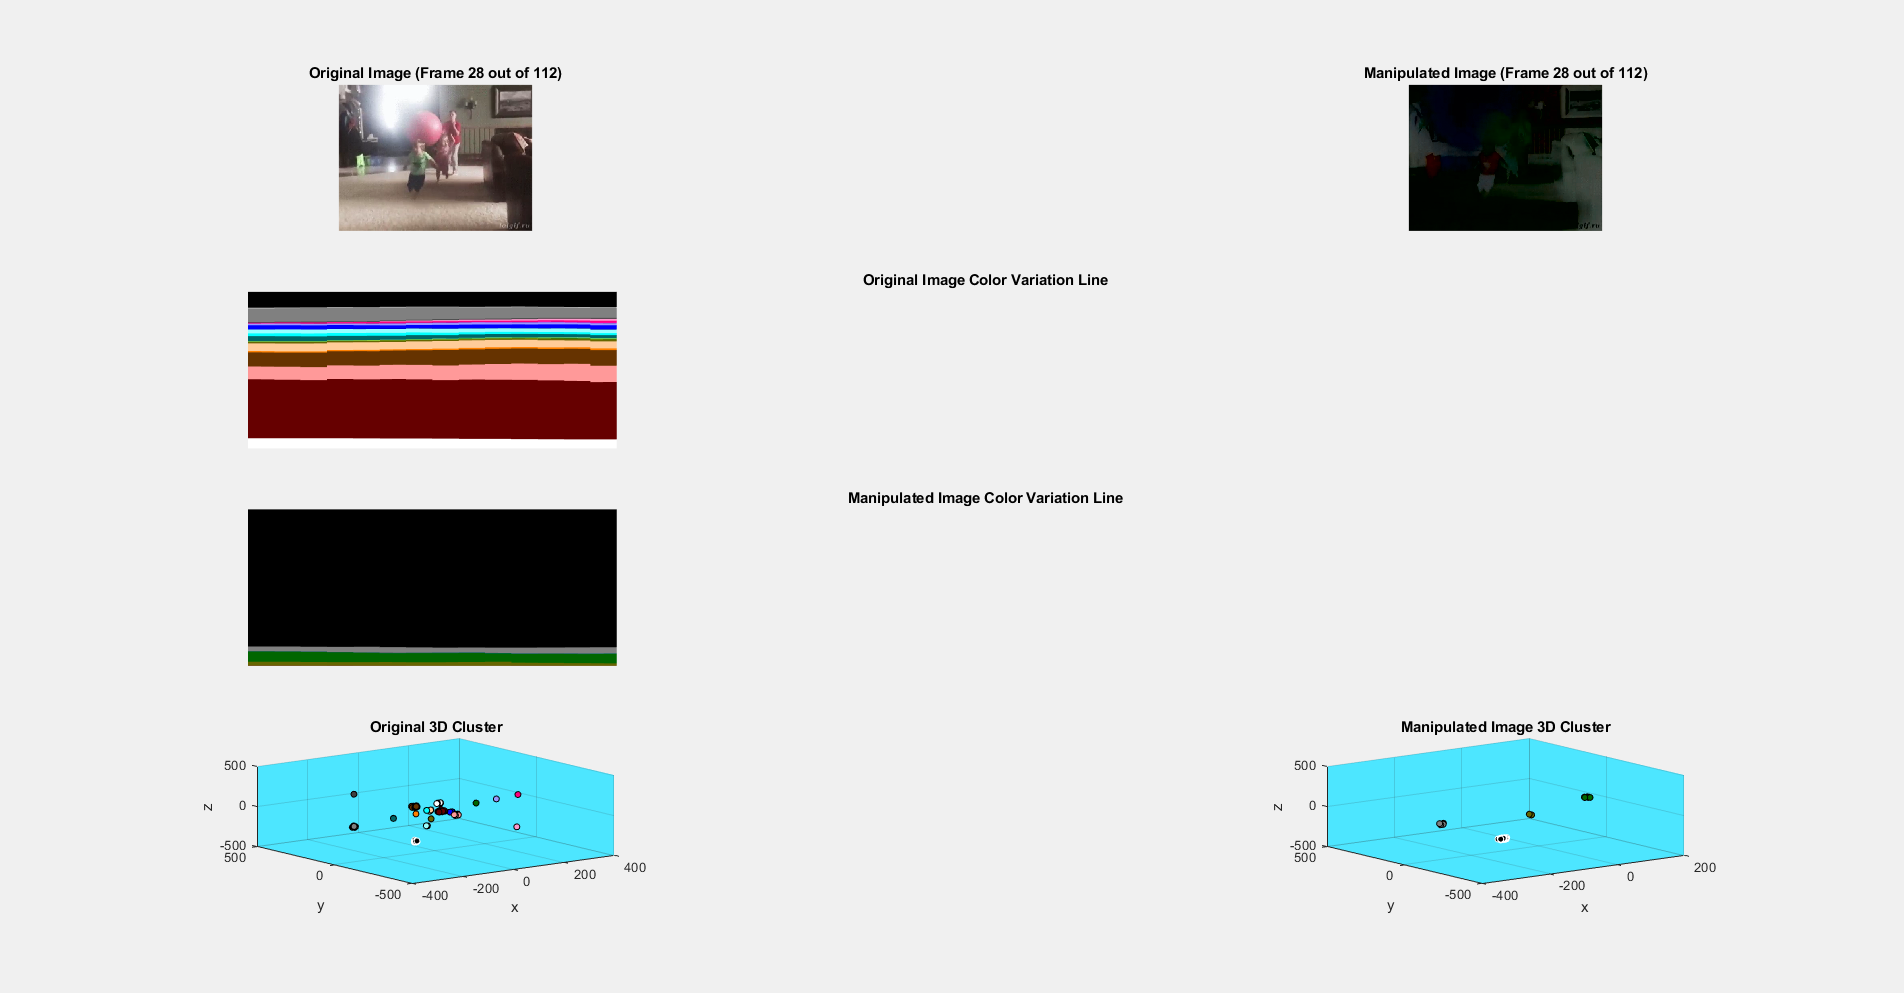 Original Image (Frame 28 out of 112)
Manipulated Image (Frame 28 out of 112)
Original Image Color Variation Line
Manipulated Image Color Variation Line
Original 3D Cluster
500
0
-500
z
500
0
-500
y
-400
-200
0
200
400
x
Manipulated Image 3D Cluster
500
0
-500
z
500
0
-500
y
-400
-200
0
200
x